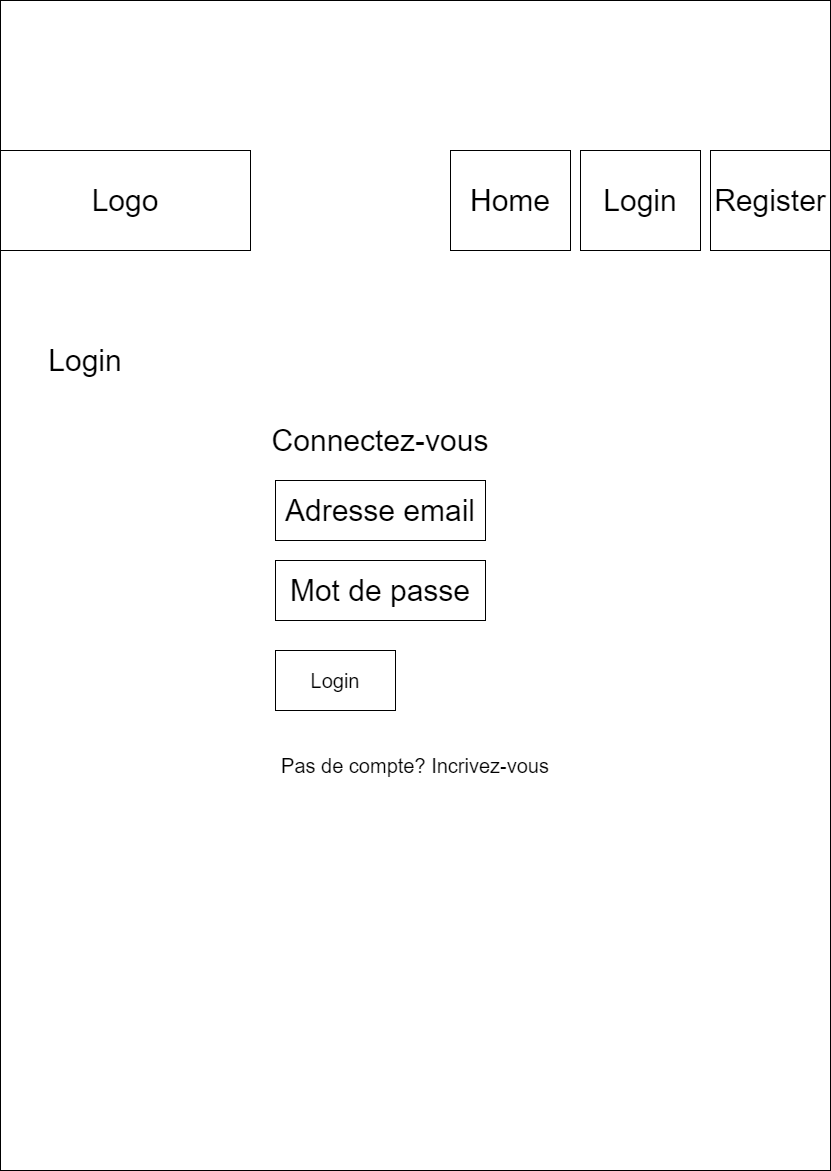 Logo
Home
Login
Register
Login
Connectez-vous
Adresse email
Mot de passe
Login
Pas de compte? Incrivez-vous